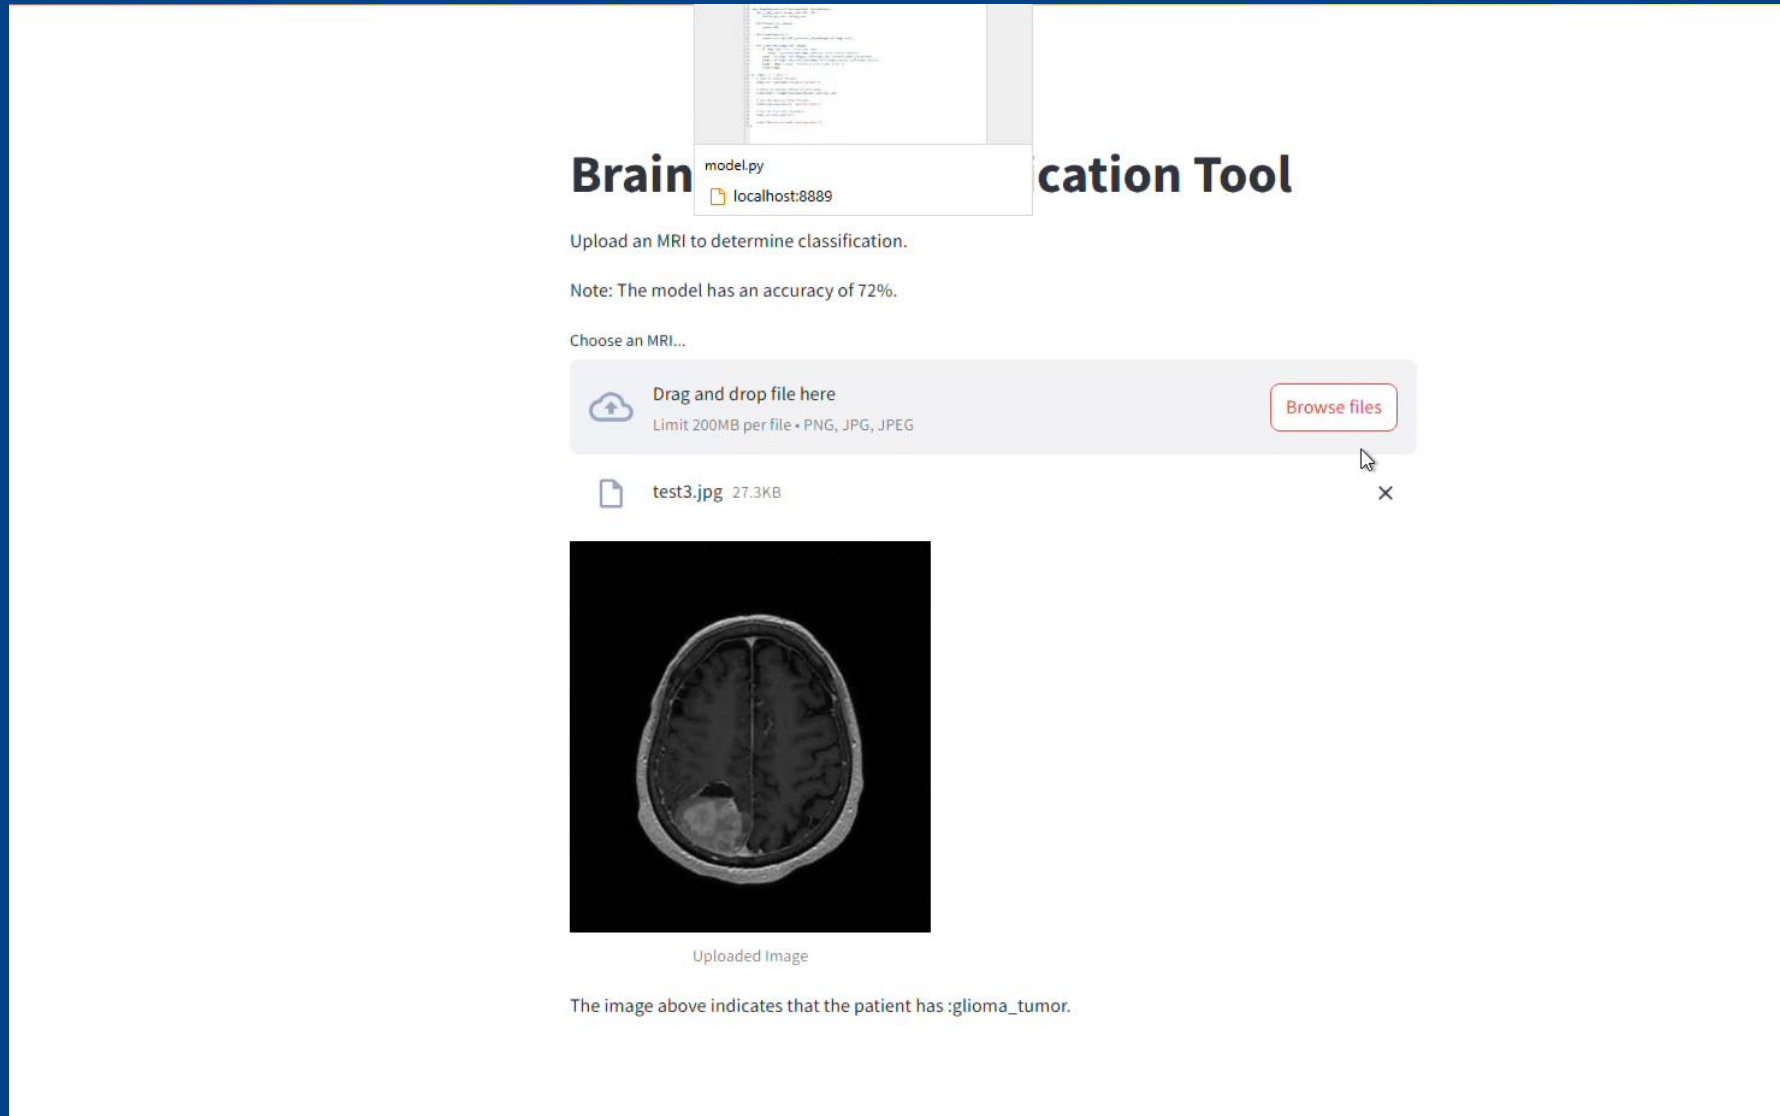 model.py
localhost:8889
Brain cation Tool
Upload an MRI to determine classification.
Note: The model has an accuracy of 72%.
Choose an MRI...
Drag and drop file here
Limit 200MB per file • PNG, JPG, JPEG
Browse files
test3.jpg 27.3KB
Uploaded Image
The image above indicates that the patient has :glioma_tumor.